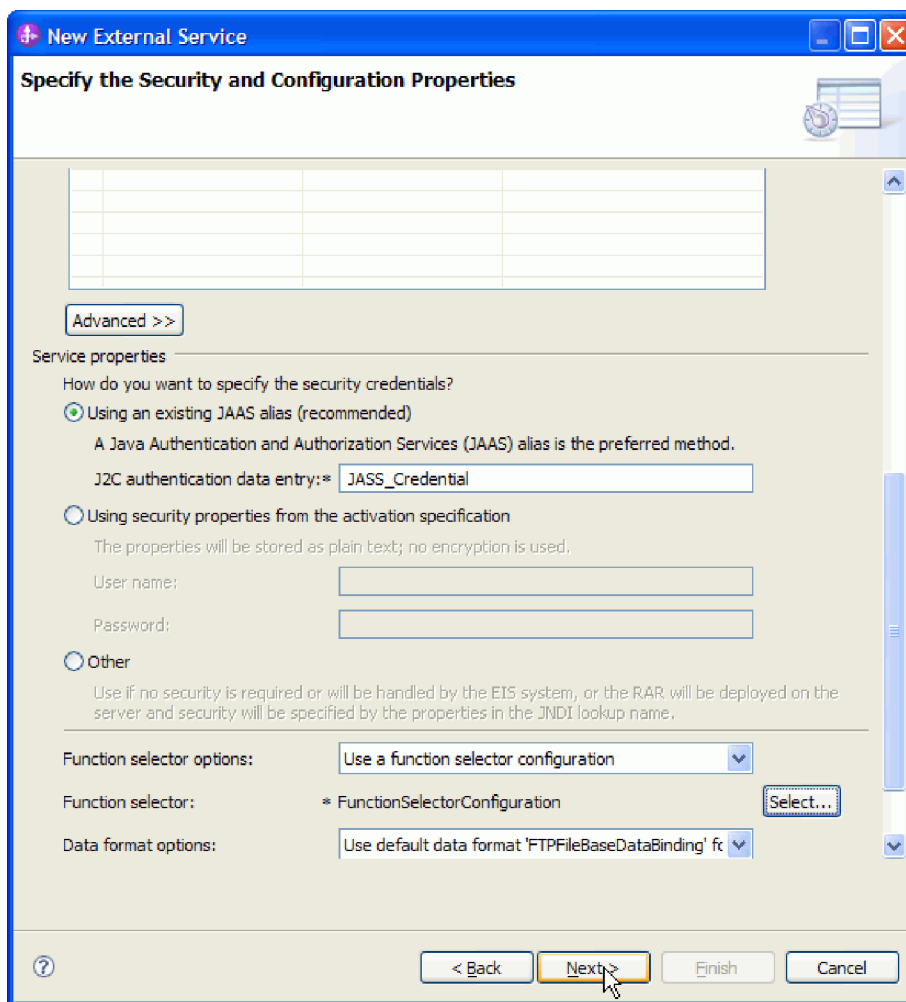 New External Service
Specify the Security and Configuration Properties
Advanced >>
Service properties
How do you want to specify the security credentials?
Using an existing JAAS alias (recommended)
A Java Authentication and Authorization Services (JAAS) alias is the preferred method.
J2C authentication data entry:* JASS_Credential
Using security properties from the activation specification
The properties will be stored as plain text; no encryption is used.
User name:
Password:
Other
Use if no security is required or will be handled by the EIS system, or the RAR will be deployed on the
server and security will be specified by the properties in the JNDI lookup name.
Function selector options: Use a function selector configuration
Function selector: * FunctionSelectorConfiguration Select...
Data format options: Use default data format 'FTPFileBaseDataBinding' fo
? < Back Next > Finish Cancel